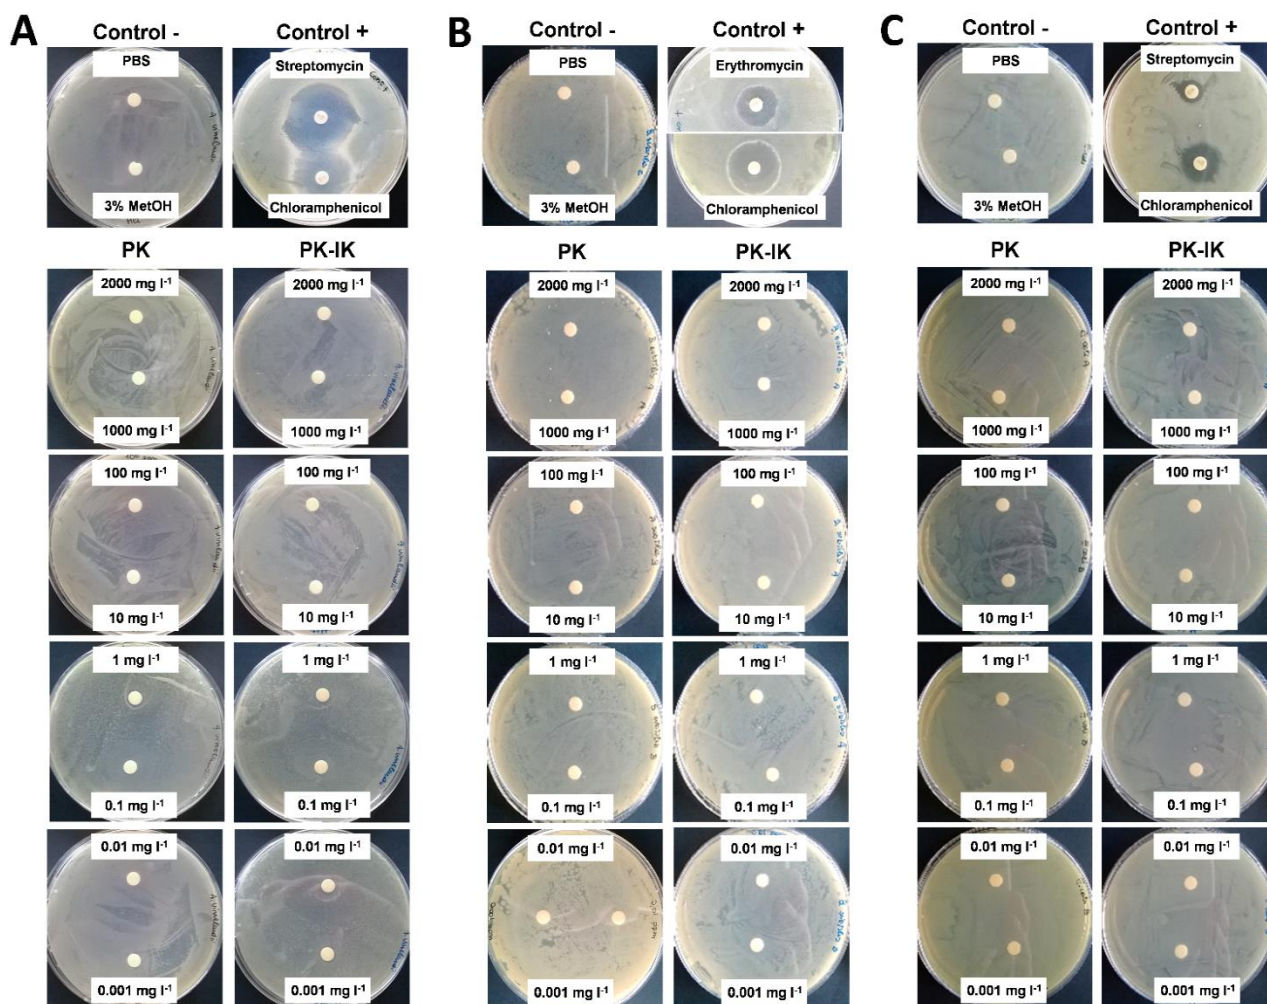 A
Control -
Control +
B
Control -
Control +
C
Control -
Control +
PBS
Streptomycin
PBS
Erythromycin
PBS
Streptomycin
3% MetOH
Chloramphenicol
3% MetOH
Chloramphenicol
3% MetOH
Chloramphenicol
PK
PK-IK
PK
PK-IK
PK
PK-IK
2000 mg l⁻¹
2000 mg l⁻¹
2000 mg l⁻¹
2000 mg l⁻¹
2000 mg l⁻¹
2000 mg l⁻¹
1000 mg l⁻¹
1000 mg l⁻¹
1000 mg l⁻¹
1000 mg l⁻¹
1000 mg l⁻¹
1000 mg l⁻¹
100 mg l⁻¹
100 mg l⁻¹
100 mg l⁻¹
100 mg l⁻¹
100 mg l⁻¹
100 mg l⁻¹
10 mg l⁻¹
10 mg l⁻¹
10 mg l⁻¹
10 mg l⁻¹
10 mg l⁻¹
10 mg l⁻¹
1 mg l⁻¹
1 mg l⁻¹
1 mg l⁻¹
1 mg l⁻¹
1 mg l⁻¹
1 mg l⁻¹
0.1 mg l⁻¹
0.1 mg l⁻¹
0.1 mg l⁻¹
0.1 mg l⁻¹
0.1 mg l⁻¹
0.1 mg l⁻¹
0.01 mg l⁻¹
0.01 mg l⁻¹
0.01 mg l⁻¹
0.01 mg l⁻¹
0.01 mg l⁻¹
0.01 mg l⁻¹
0.001 mg l⁻¹
0.001 mg l⁻¹
0.001 mg l⁻¹
0.001 mg l⁻¹
0.001 mg l⁻¹
0.001 mg l⁻¹